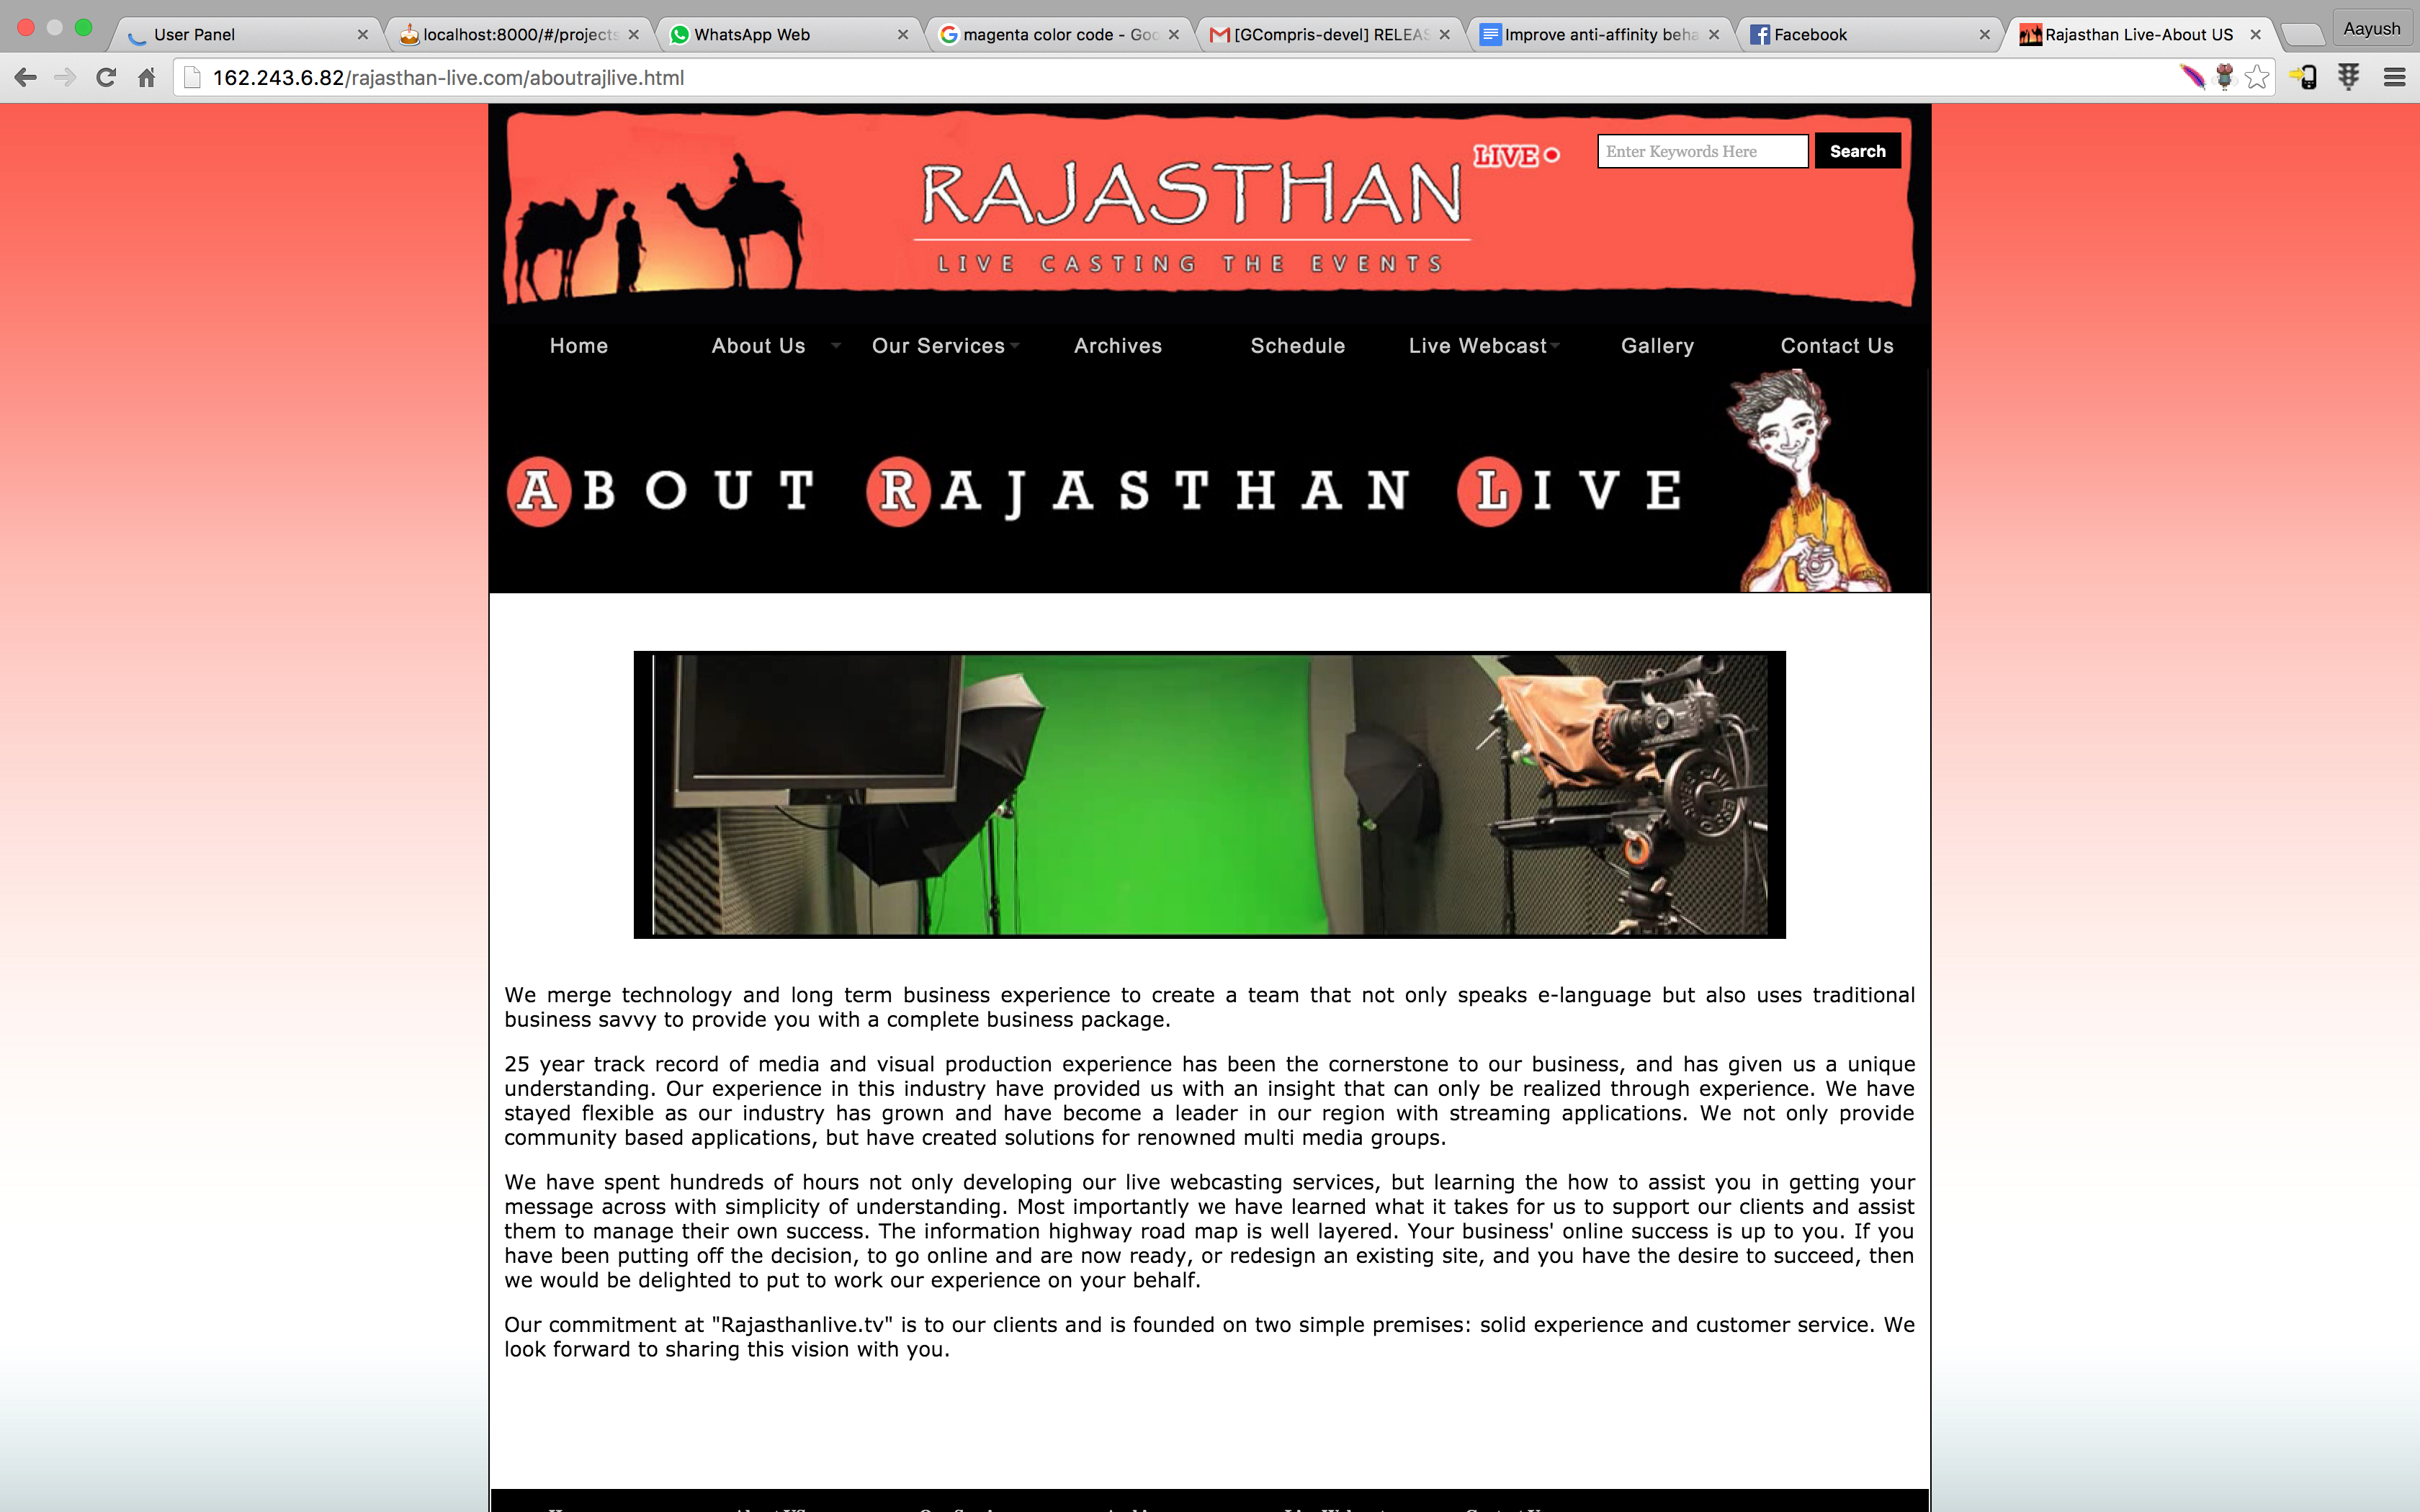 User Panel
localhost:8000/#/projects
WhatsApp Web
magenta color code - Goo
[GCompris-devel] RELEAS
Improve anti-affinity beha
Facebook
Rajasthan Live-About US
Aayush
162.243.6.82/rajasthan-live.com/aboutrajlive.html
RAJASTHAN LIVE
Enter Keywords Here
Search
LIVE CASTING THE EVENTS
Home
About Us
Our Services
Archives
Schedule
Live Webcast
Gallery
Contact Us
ABOUT RAJASTHAN LIVE
We merge technology and long term business experience to create a team that not only speaks e-language but also uses traditional
business savvy to provide you with a complete business package.
25 year track record of media and visual production experience has been the cornerstone to our business, and has given us a unique
understanding. Our experience in this industry have provided us with an insight that can only be realized through experience. We have
stayed flexible as our industry has grown and have become a leader in our region with streaming applications. We not only provide
community based applications, but have created solutions for renowned multi media groups.
We have spent hundreds of hours not only developing our live webcasting services, but learning the how to assist you in getting your
message across with simplicity of understanding. Most importantly we have learned what it takes for us to support our clients and assist
them to manage their own success. The information highway road map is well layered. Your business' online success is up to you. If you
have been putting off the decision, to go online and are now ready, or redesign an existing site, and you have the desire to succeed, then
we would be delighted to put to work our experience on your behalf.
Our commitment at "Rajasthanlive.tv" is to our clients and is founded on two simple premises: solid experience and customer service. We
look forward to sharing this vision with you.